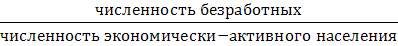 численность безработных
численность экономически−активного населения